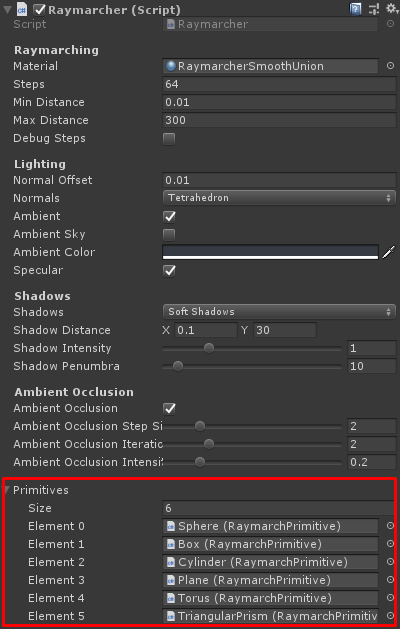 Raymarcher (Script)
Script Raymarcher
Raymarching
Material RaymarcherSmoothUnion
Steps 64
Min Distance 0.01
Max Distance 300
Debug Steps
Lighting
Normal Offset 0.01
Normals Tetrahedron
Ambient
Ambient Sky
Ambient Color
Specular
Shadows
Shadows Soft Shadows
Shadow Distance X 0.1 Y 30
Shadow Intensity 1
Shadow Penumbra 10
Ambient Occlusion
Ambient Occlusion
Ambient Occlusion Step Si 2
Ambient Occlusion Iteratio 2
Ambient Occlusion Intensi 0.2
Primitives
Size 6
Element 0 Sphere (RaymarchPrimitive)
Element 1 Box (RaymarchPrimitive)
Element 2 Cylinder (RaymarchPrimitive)
Element 3 Plane (RaymarchPrimitive)
Element 4 Torus (RaymarchPrimitive)
Element 5 TriangularPrism (RaymarchPrimitiv